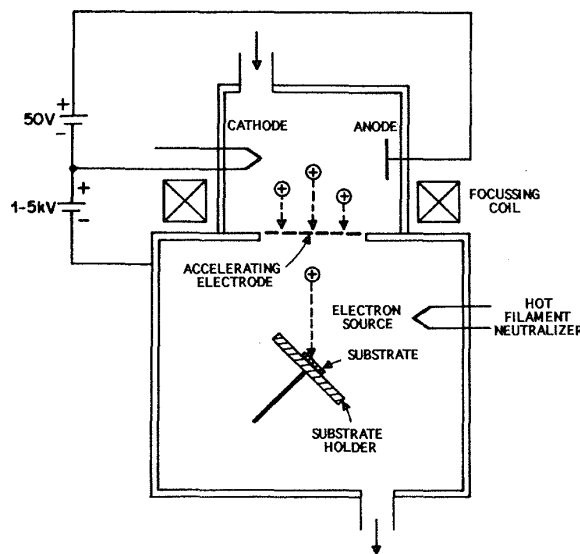 +
50V
−
CATHODE
ANODE
+
1-5kV
−
+
+
+
FOCUSSING
COIL
ACCELERATING
ELECTRODE
+
ELECTRON
SOURCE
HOT
FILAMENT
NEUTRALIZER
SUBSTRATE
SUBSTRATE
HOLDER